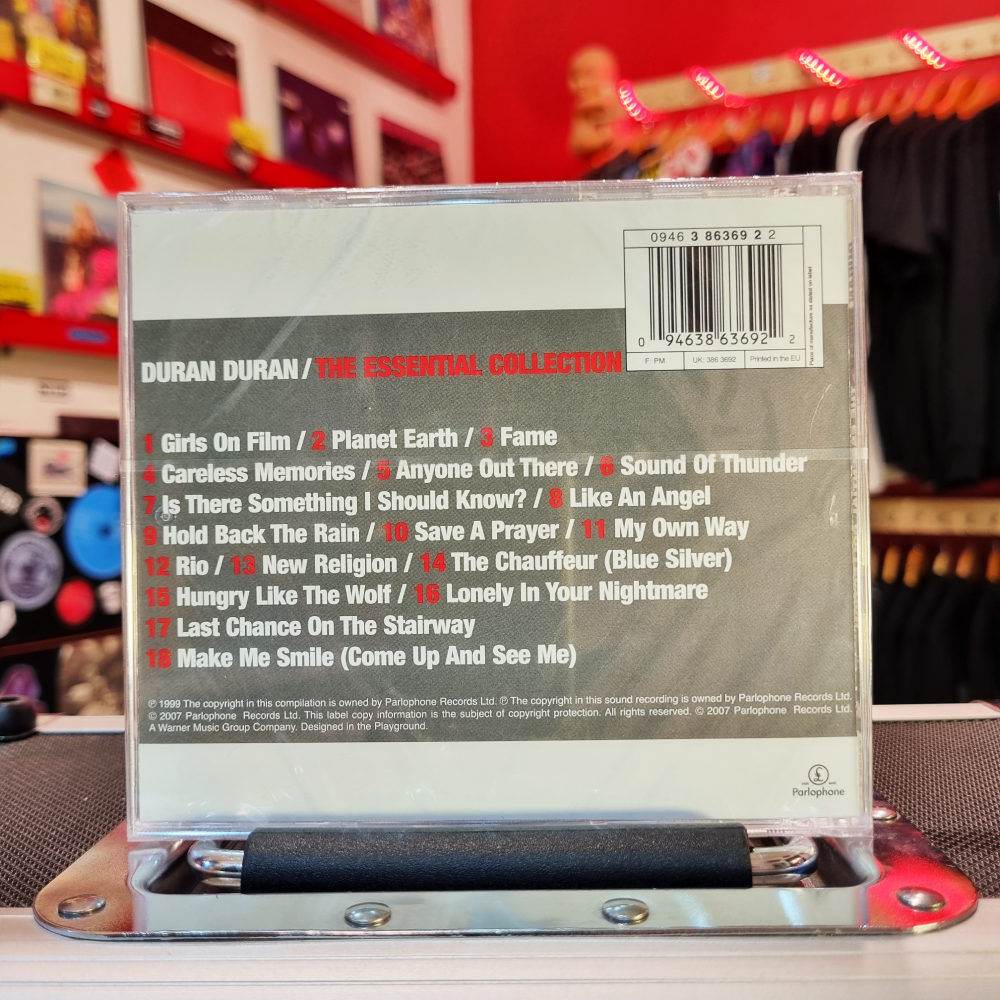 0946 3 86369 2 2
0 94638 63692 2
F: PM UK: 386 3692 Printed in the EU
Place of manufacture as stated on label
DURAN DURAN / THE ESSENTIAL COLLECTION
1 Girls On Film / 2 Planet Earth / 3 Fame
4 Careless Memories / 5 Anyone Out There / 6 Sound Of Thunder
7 Is There Something I Should Know? / 8 Like An Angel
9 Hold Back The Rain / 10 Save A Prayer / 11 My Own Way
12 Rio / 13 New Religion / 14 The Chauffeur (Blue Silver)
15 Hungry Like The Wolf / 16 Lonely In Your Nightmare
17 Last Chance On The Stairway
18 Make Me Smile (Come Up And See Me)
℗ 1999 The copyright in this compilation is owned by Parlophone Records Ltd. ℗ The copyright in this sound recording is owned by Parlophone Records Ltd.
© 2007 Parlophone Records Ltd. This label copy information is the subject of copyright protection. All rights reserved. © 2007 Parlophone Records Ltd.
A Warner Music Group Company. Designed in the Playground.
£
Parlophone